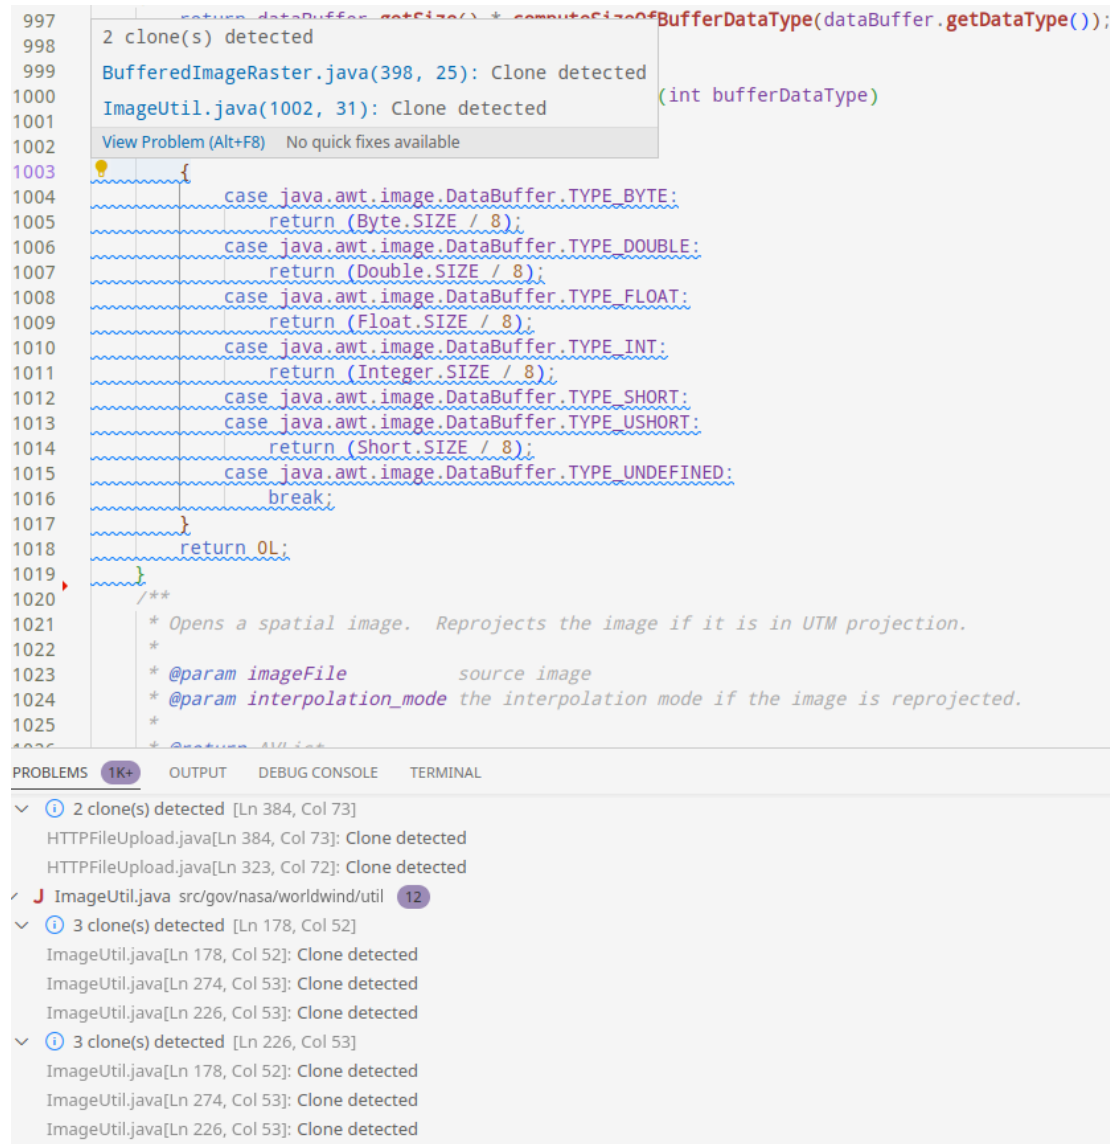 997 return dataBuffer.getSize() * computeSizeOfBufferDataType(dataBuffer.getDataType());
998
999
1000 (int bufferDataType)
1001
1002
2 clone(s) detected
BufferedImageRaster.java(398, 25): Clone detected
ImageUtil.java(1002, 31): Clone detected
View Problem (Alt+F8) No quick fixes available
1003 {
1004 case java.awt.image.DataBuffer.TYPE_BYTE:
1005 return (Byte.SIZE / 8);
1006 case java.awt.image.DataBuffer.TYPE_DOUBLE:
1007 return (Double.SIZE / 8);
1008 case java.awt.image.DataBuffer.TYPE_FLOAT:
1009 return (Float.SIZE / 8);
1010 case java.awt.image.DataBuffer.TYPE_INT:
1011 return (Integer.SIZE / 8);
1012 case java.awt.image.DataBuffer.TYPE_SHORT:
1013 case java.awt.image.DataBuffer.TYPE_USHORT:
1014 return (Short.SIZE / 8);
1015 case java.awt.image.DataBuffer.TYPE_UNDEFINED:
1016 break;
1017 }
1018 return 0L;
1019 }
1020 /**
1021 * Opens a spatial image. Reprojects the image if it is in UTM projection.
1022 *
1023 * @param imageFile source image
1024 * @param interpolation_mode the interpolation mode if the image is reprojected.
1025 *
1026 * @return AVList
PROBLEMS 1K+ OUTPUT DEBUG CONSOLE TERMINAL
2 clone(s) detected [Ln 384, Col 73]
HTTPFileUpload.java[Ln 384, Col 73]: Clone detected
HTTPFileUpload.java[Ln 323, Col 72]: Clone detected
J ImageUtil.java src/gov/nasa/worldwind/util 12
3 clone(s) detected [Ln 178, Col 52]
ImageUtil.java[Ln 178, Col 52]: Clone detected
ImageUtil.java[Ln 274, Col 53]: Clone detected
ImageUtil.java[Ln 226, Col 53]: Clone detected
3 clone(s) detected [Ln 226, Col 53]
ImageUtil.java[Ln 178, Col 52]: Clone detected
ImageUtil.java[Ln 274, Col 53]: Clone detected
ImageUtil.java[Ln 226, Col 53]: Clone detected